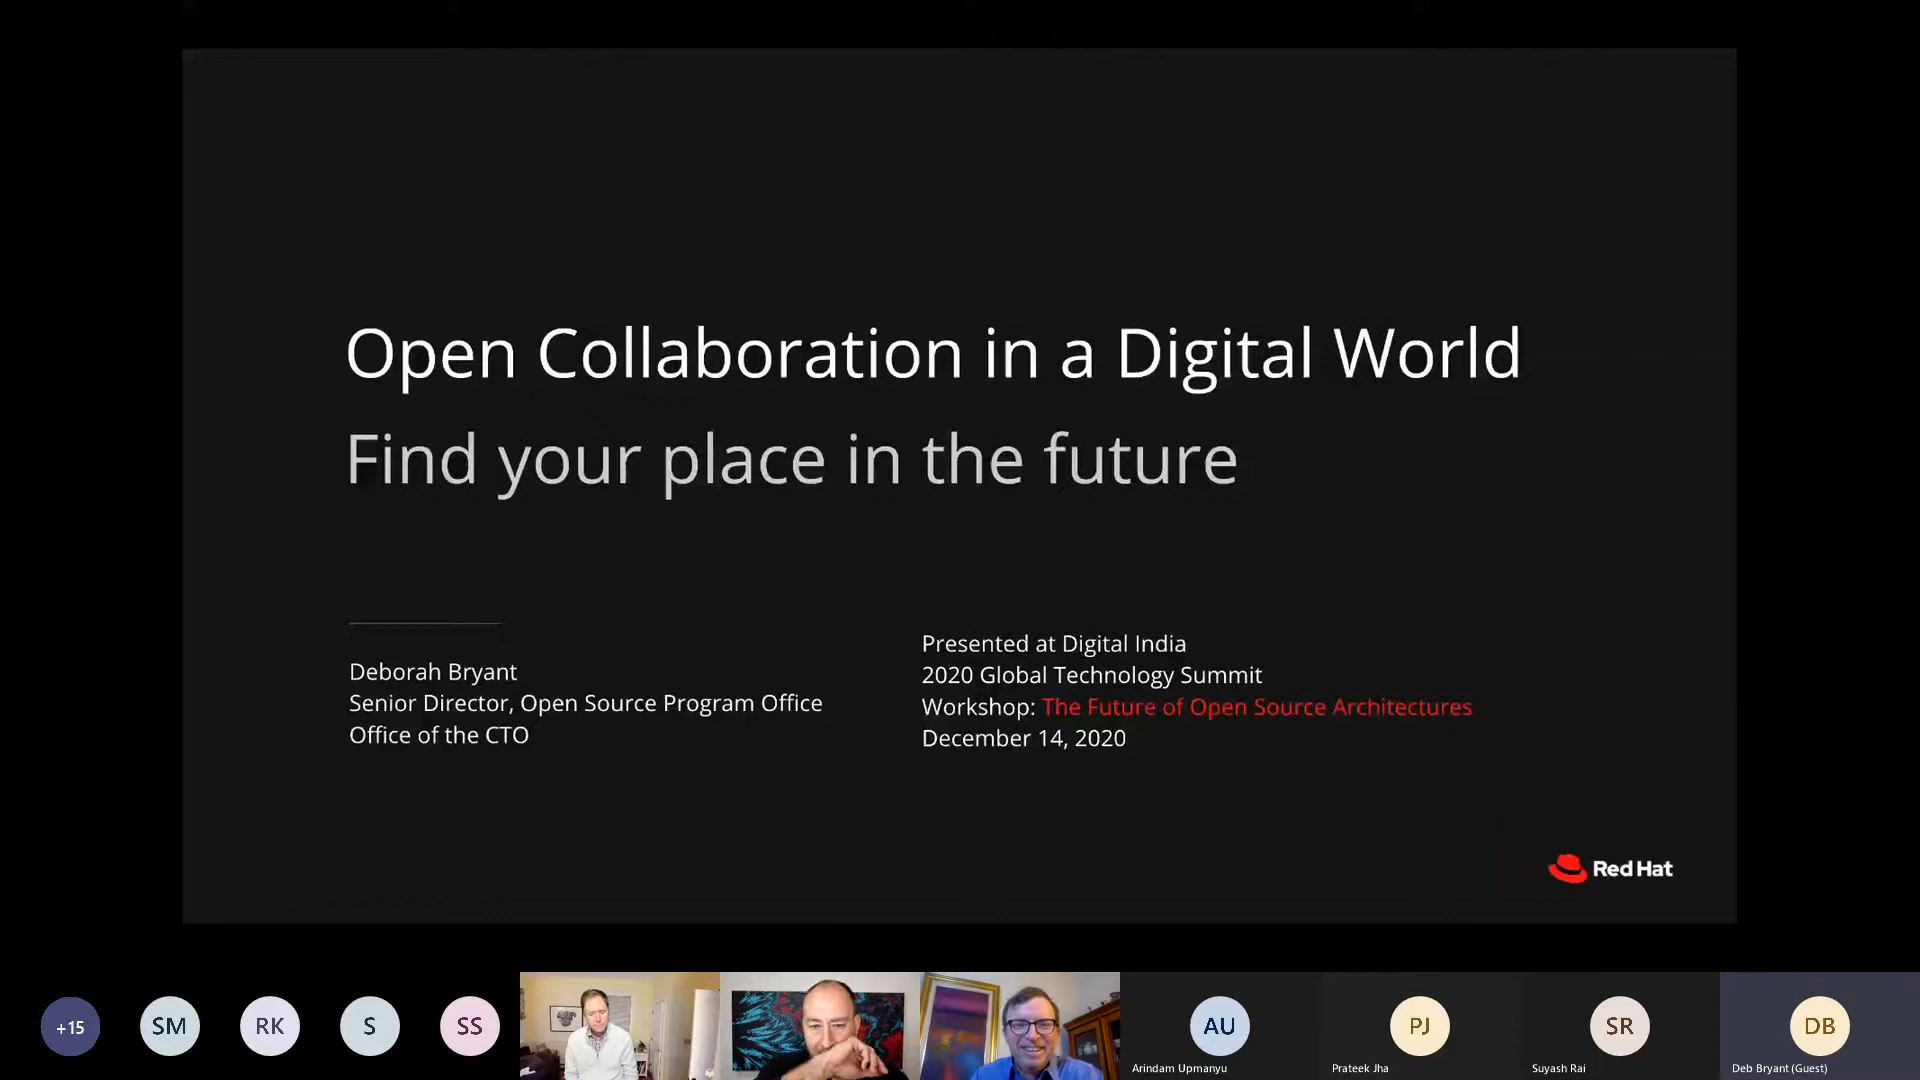 Open Collaboration in a Digital World
Find your place in the future
Deborah Bryant
Senior Director, Open Source Program Office
Office of the CTO
Presented at Digital India
2020 Global Technology Summit
Workshop: The Future of Open Source Architectures
December 14, 2020
Red Hat
+15
SM
RK
S
SS
AU
Arindam Upmanyu
PJ
Prateek Jha
SR
Suyash Rai
DB
Deb Bryant (Guest)